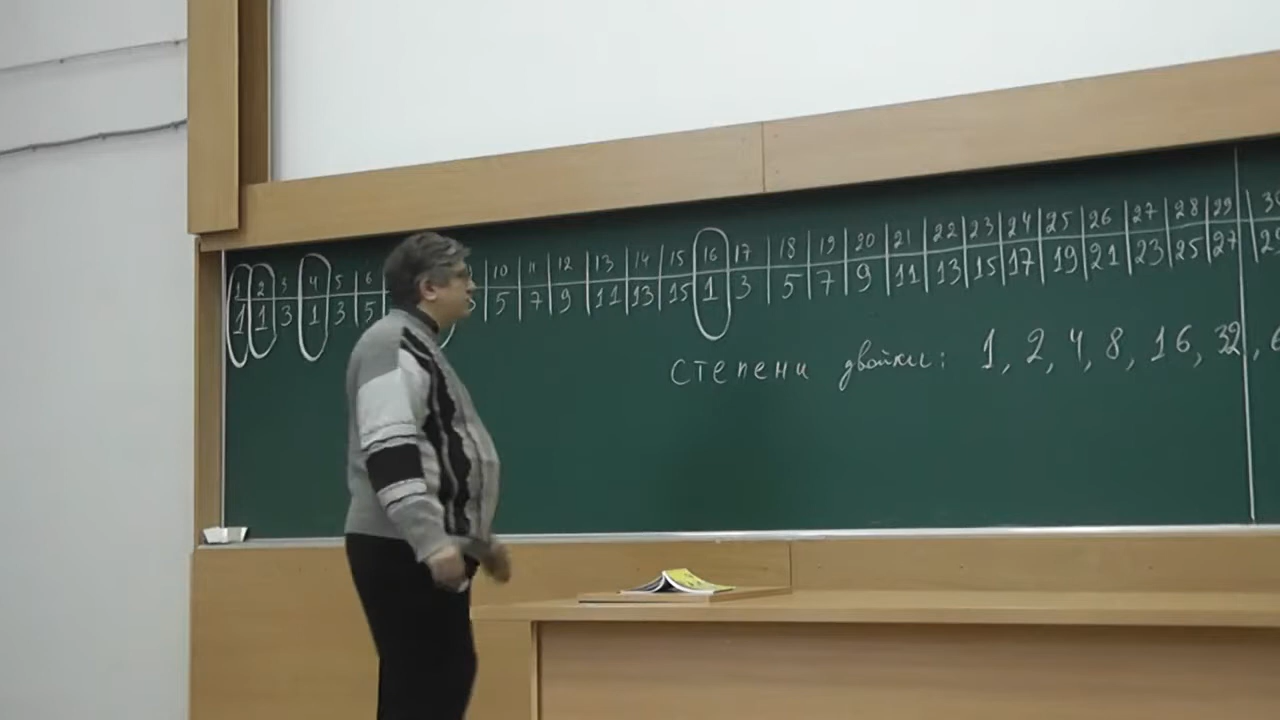 1 2 3 4 5 6 10 11 12 13 14 15 16 17 18 19 20 21 22 23 24 25 26 27 28 29
1 1 3 1 3 5 5 7 9 11 13 15 1 3 5 7 9 11 13 15 17 19 21 23 25 27
степени двойки: 1, 2, 4, 8, 16, 32,